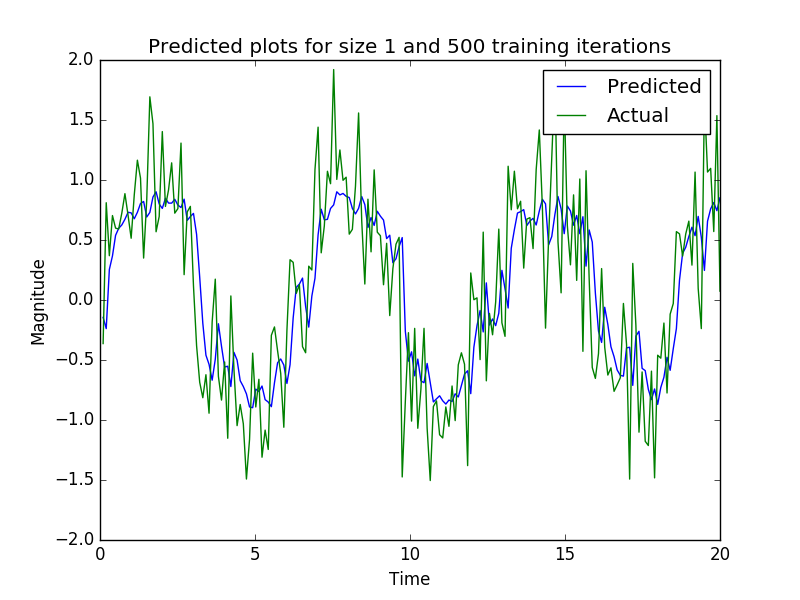 Predicted plots for size 1 and 500 training iterations
Predicted
Actual
2.0
1.5
1.0
0.5
0.0
−0.5
−1.0
−1.5
−2.0
Magnitude
0 5 10 15 20
Time